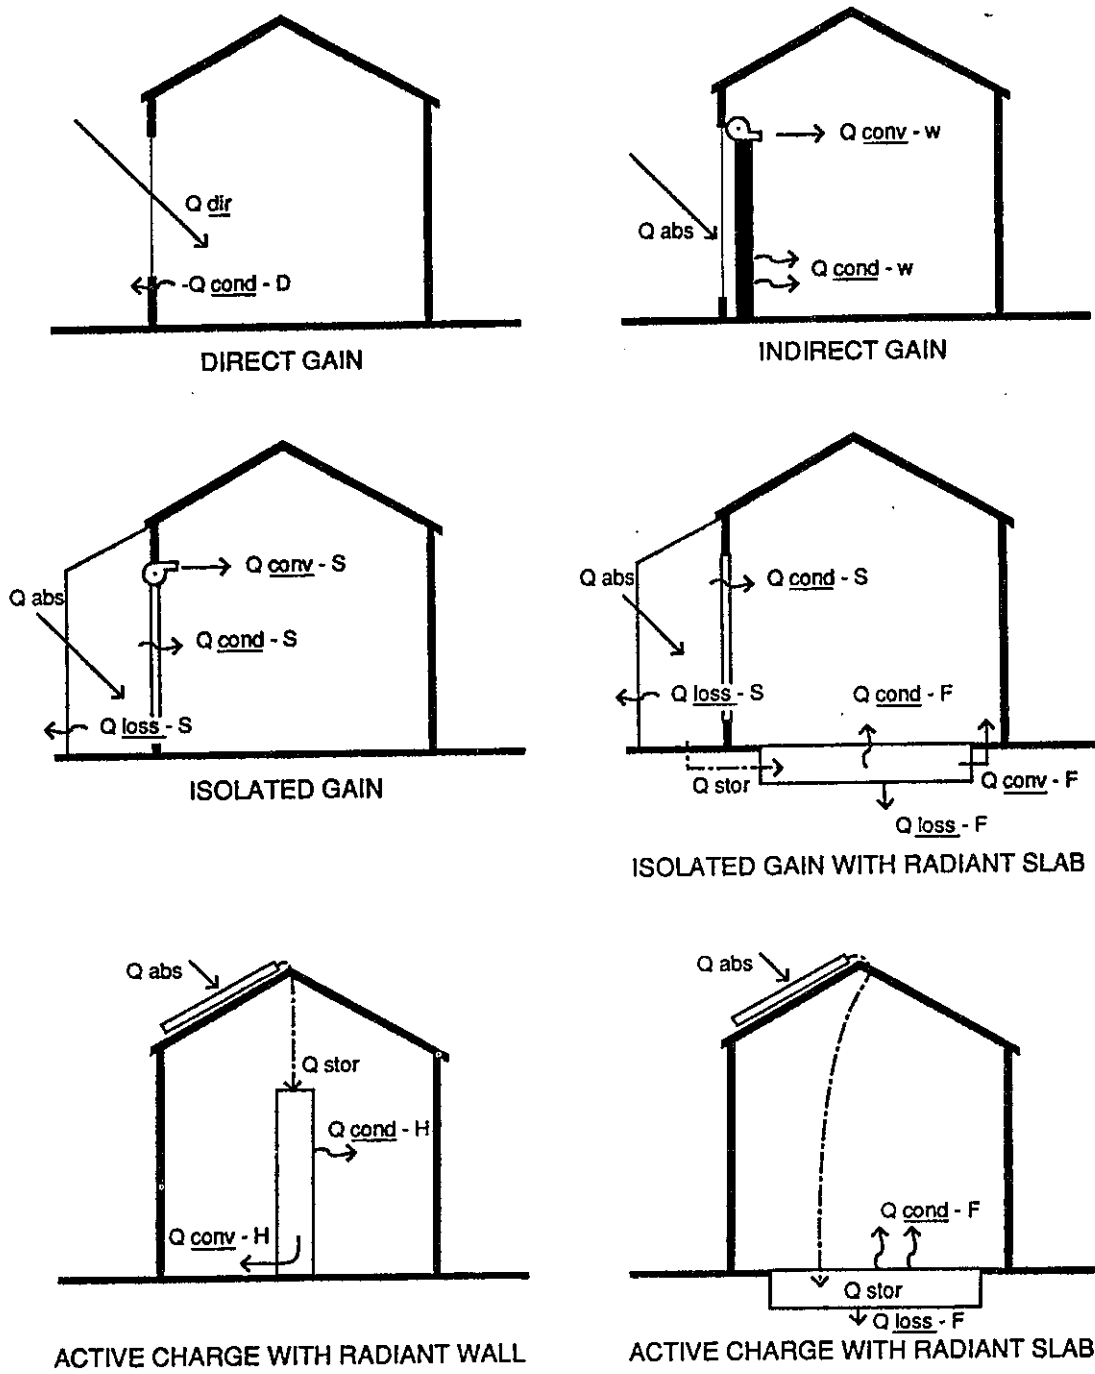 Q dir
-Q cond - D
DIRECT GAIN
Q conv - w
Q abs
Q cond - w
INDIRECT GAIN
Q conv - S
Q abs
Q cond - S
Q loss - S
ISOLATED GAIN
Q abs
Q cond - S
Q loss - S
Q cond - F
Q stor
Q conv - F
Q loss - F
ISOLATED GAIN WITH RADIANT SLAB
Q abs
Q stor
Q cond - H
Q conv - H
ACTIVE CHARGE WITH RADIANT WALL
Q abs
Q cond - F
Q stor
Q loss - F
ACTIVE CHARGE WITH RADIANT SLAB